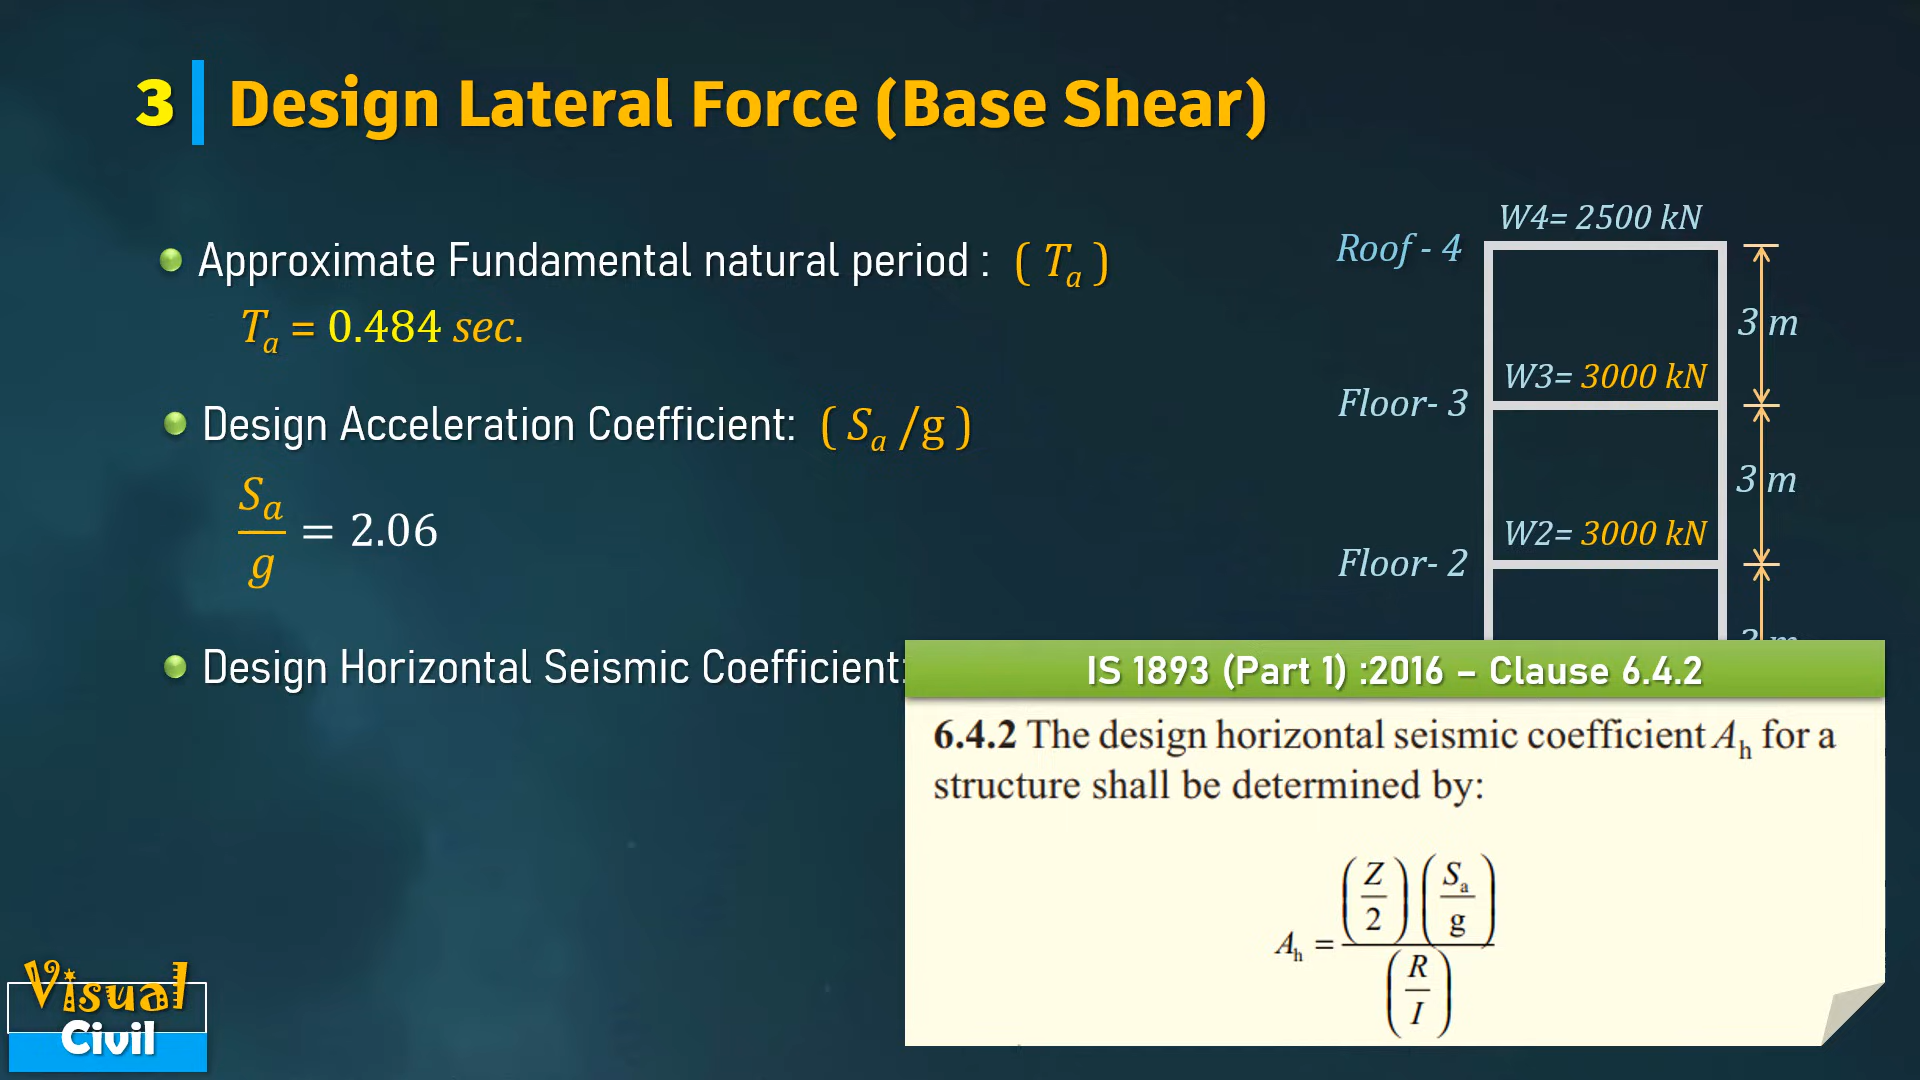 3 Design Lateral Force (Base Shear)
Approximate Fundamental natural period : ( Ta )
Ta = 0.484 sec.
Design Acceleration Coefficient: ( Sa /g )
Sa/g = 2.06
Design Horizontal Seismic Coefficient:
W4= 2500 kN
Roof - 4
3 m
W3= 3000 kN
Floor- 3
3 m
W2= 3000 kN
Floor- 2
IS 1893 (Part 1) :2016 – Clause 6.4.2
6.4.2 The design horizontal seismic coefficient Ah for a
structure shall be determined by:
Ah = (Z/2) (Sa/g) / (R/I)
Visual
Civil